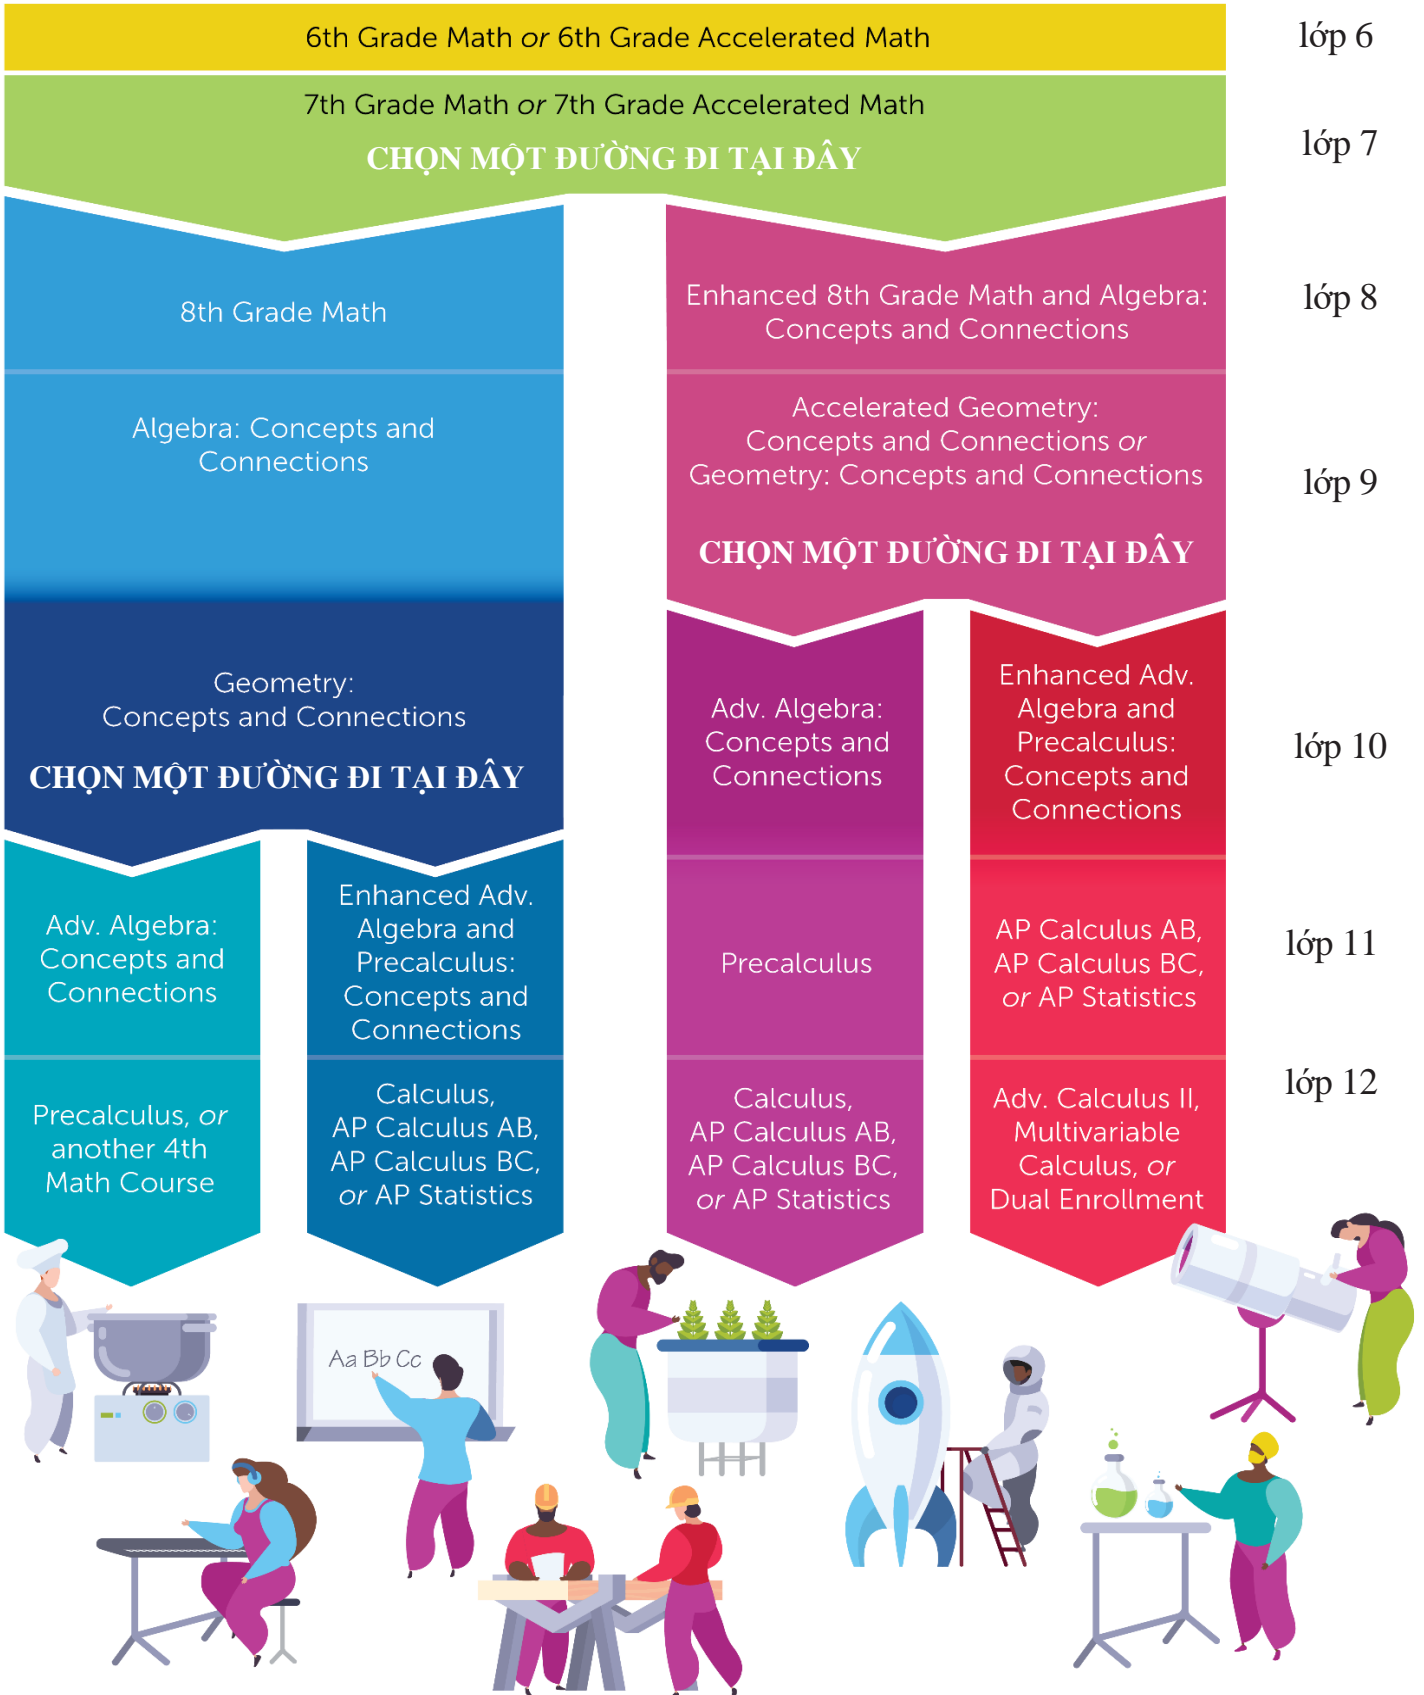 6th Grade Math or 6th Grade Accelerated Math
lớp 6
7th Grade Math or 7th Grade Accelerated Math
CHỌN MỘT ĐƯỜNG ĐI TẠI ĐÂY
lớp 7
8th Grade Math
Enhanced 8th Grade Math and Algebra:
Concepts and Connections
lớp 8
Algebra: Concepts and
Connections
Accelerated Geometry:
Concepts and Connections or
Geometry: Concepts and Connections
CHỌN MỘT ĐƯỜNG ĐI TẠI ĐÂY
lớp 9
Geometry:
Concepts and Connections
CHỌN MỘT ĐƯỜNG ĐI TẠI ĐÂY
Adv. Algebra:
Concepts and
Connections
Enhanced Adv.
Algebra and
Precalculus:
Concepts and
Connections
lớp 10
Adv. Algebra:
Concepts and
Connections
Enhanced Adv.
Algebra and
Precalculus:
Concepts and
Connections
Precalculus
AP Calculus AB,
AP Calculus BC,
or AP Statistics
lớp 11
Precalculus, or
another 4th
Math Course
Calculus,
AP Calculus AB,
AP Calculus BC,
or AP Statistics
Calculus,
AP Calculus AB,
AP Calculus BC,
or AP Statistics
Adv. Calculus II,
Multivariable
Calculus, or
Dual Enrollment
lớp 12
Aa Bb Cc